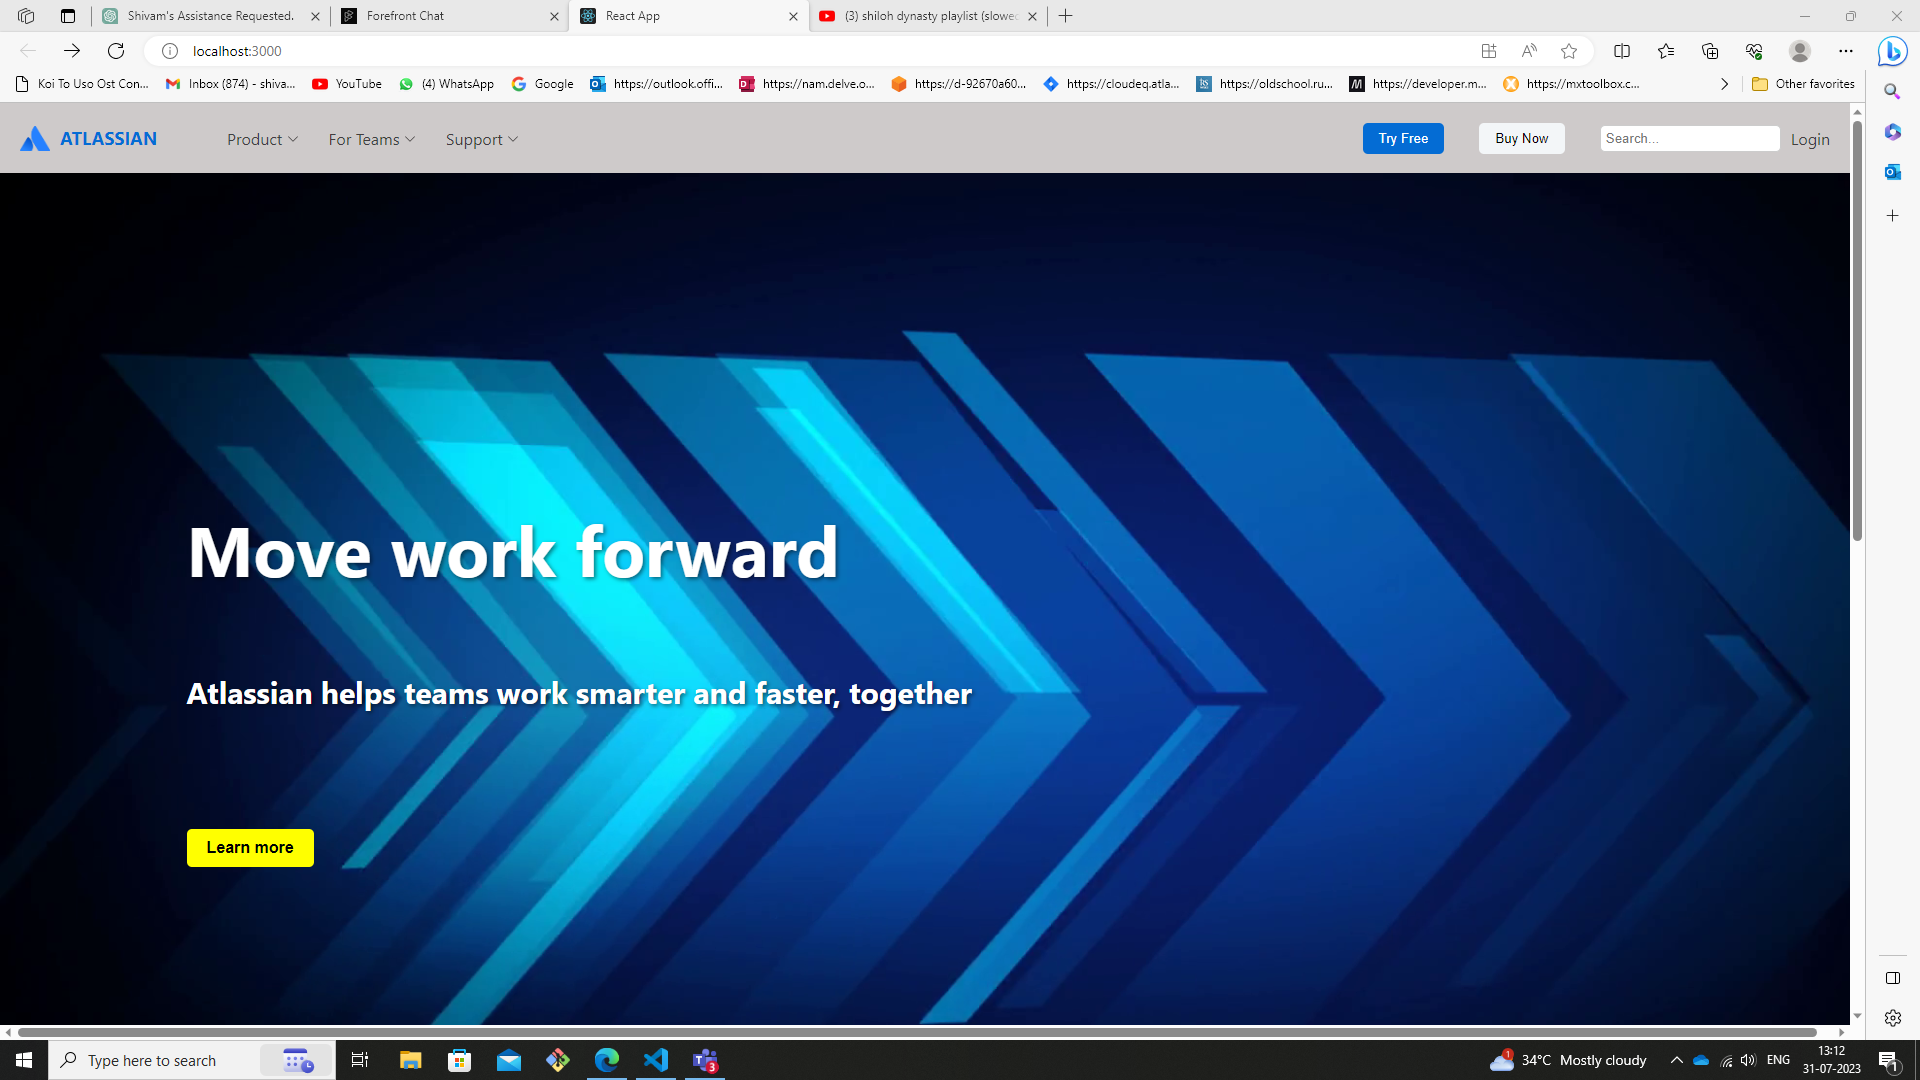 Shivam's Assistance Requested.
Forefront Chat
React App
(3) shiloh dynasty playlist (slowed
localhost:3000
Koi To Uso Ost Con...
Inbox (874) - shiva...
YouTube
(4) WhatsApp
Google
https://outlook.offi...
https://nam.delve.o...
https://d-92670a60...
https://cloudeq.atla...
https://oldschool.ru...
https://developer.m...
https://mxtoolbox.c...
Other favorites
ATLASSIAN
Product
For Teams
Support
Try Free
Buy Now
Search...
Login
Move work forward
Atlassian helps teams work smarter and faster, together
Learn more
Type here to search
3
1
34°C Mostly cloudy
ENG
13:12
31-07-2023
1